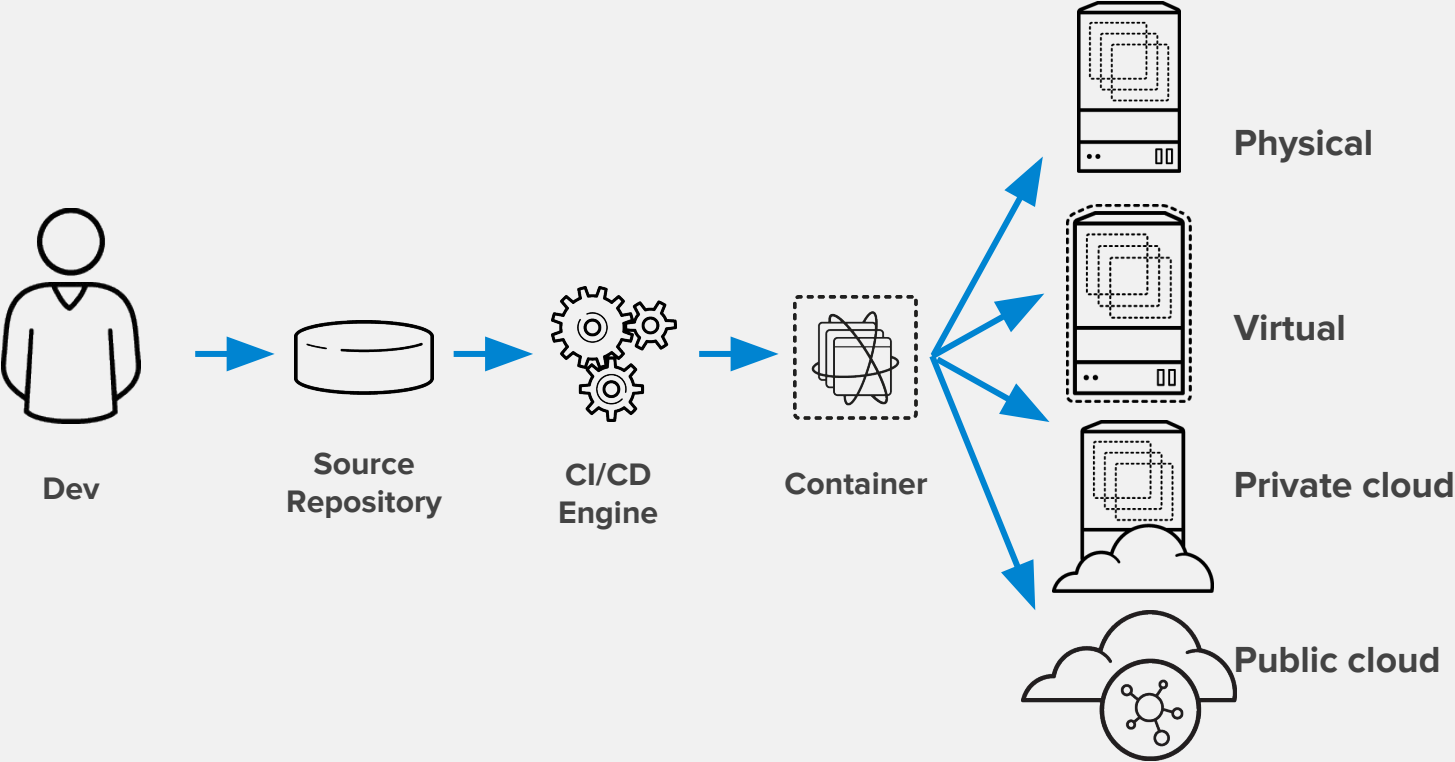 Dev
Source
Repository
CI/CD
Engine
Container
Physical
Virtual
Private cloud
Public cloud